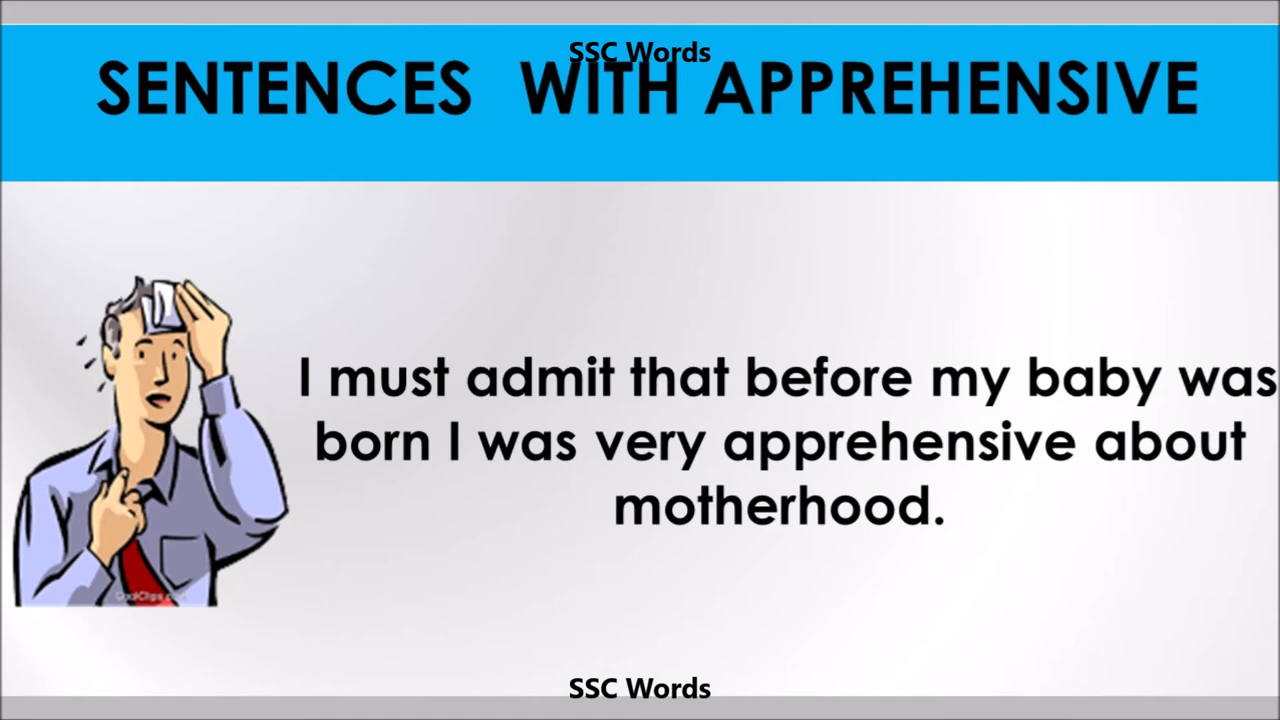 SSC Words
SENTENCES WITH APPREHENSIVE
I must admit that before my baby was
born I was very apprehensive about
motherhood.
SSC Words